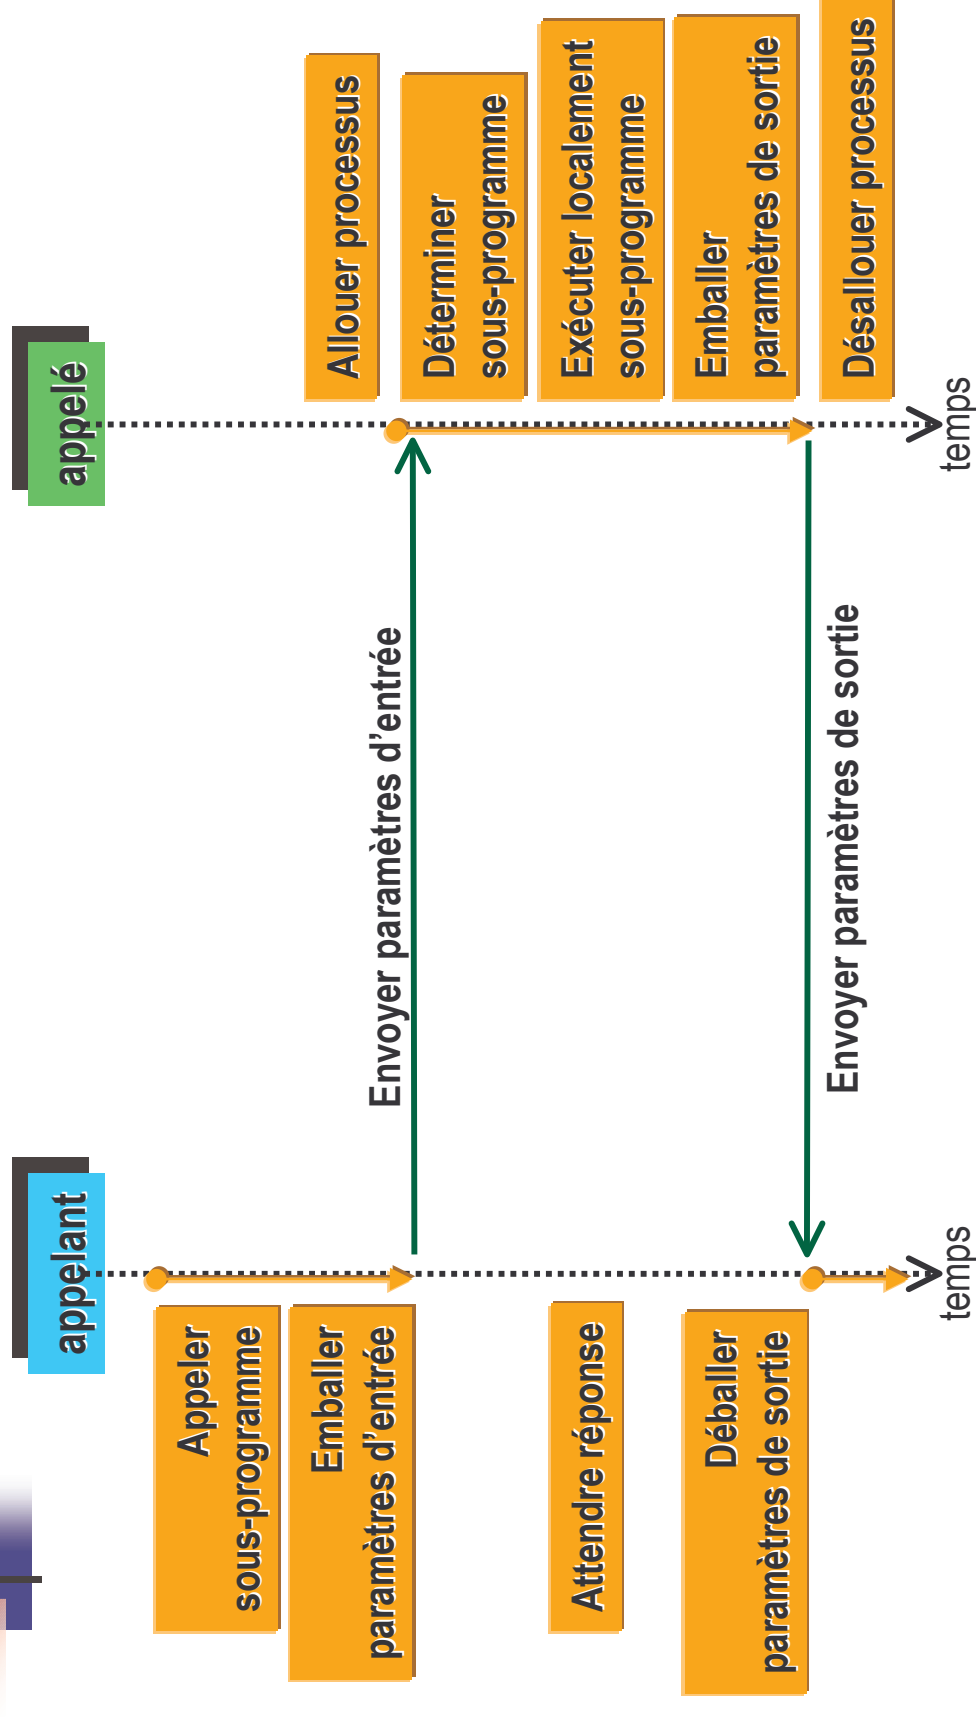 appelant
appelé
Appeler
sous-programme
Emballer
paramètres d’entrée
Attendre réponse
Déballer
paramètres de sortie
temps
Envoyer paramètres d’entrée
Envoyer paramètres de sortie
Allouer processus
Déterminer
sous-programme
Exécuter localement
sous-programme
Emballer
paramètres de sortie
Désallouer processus
temps